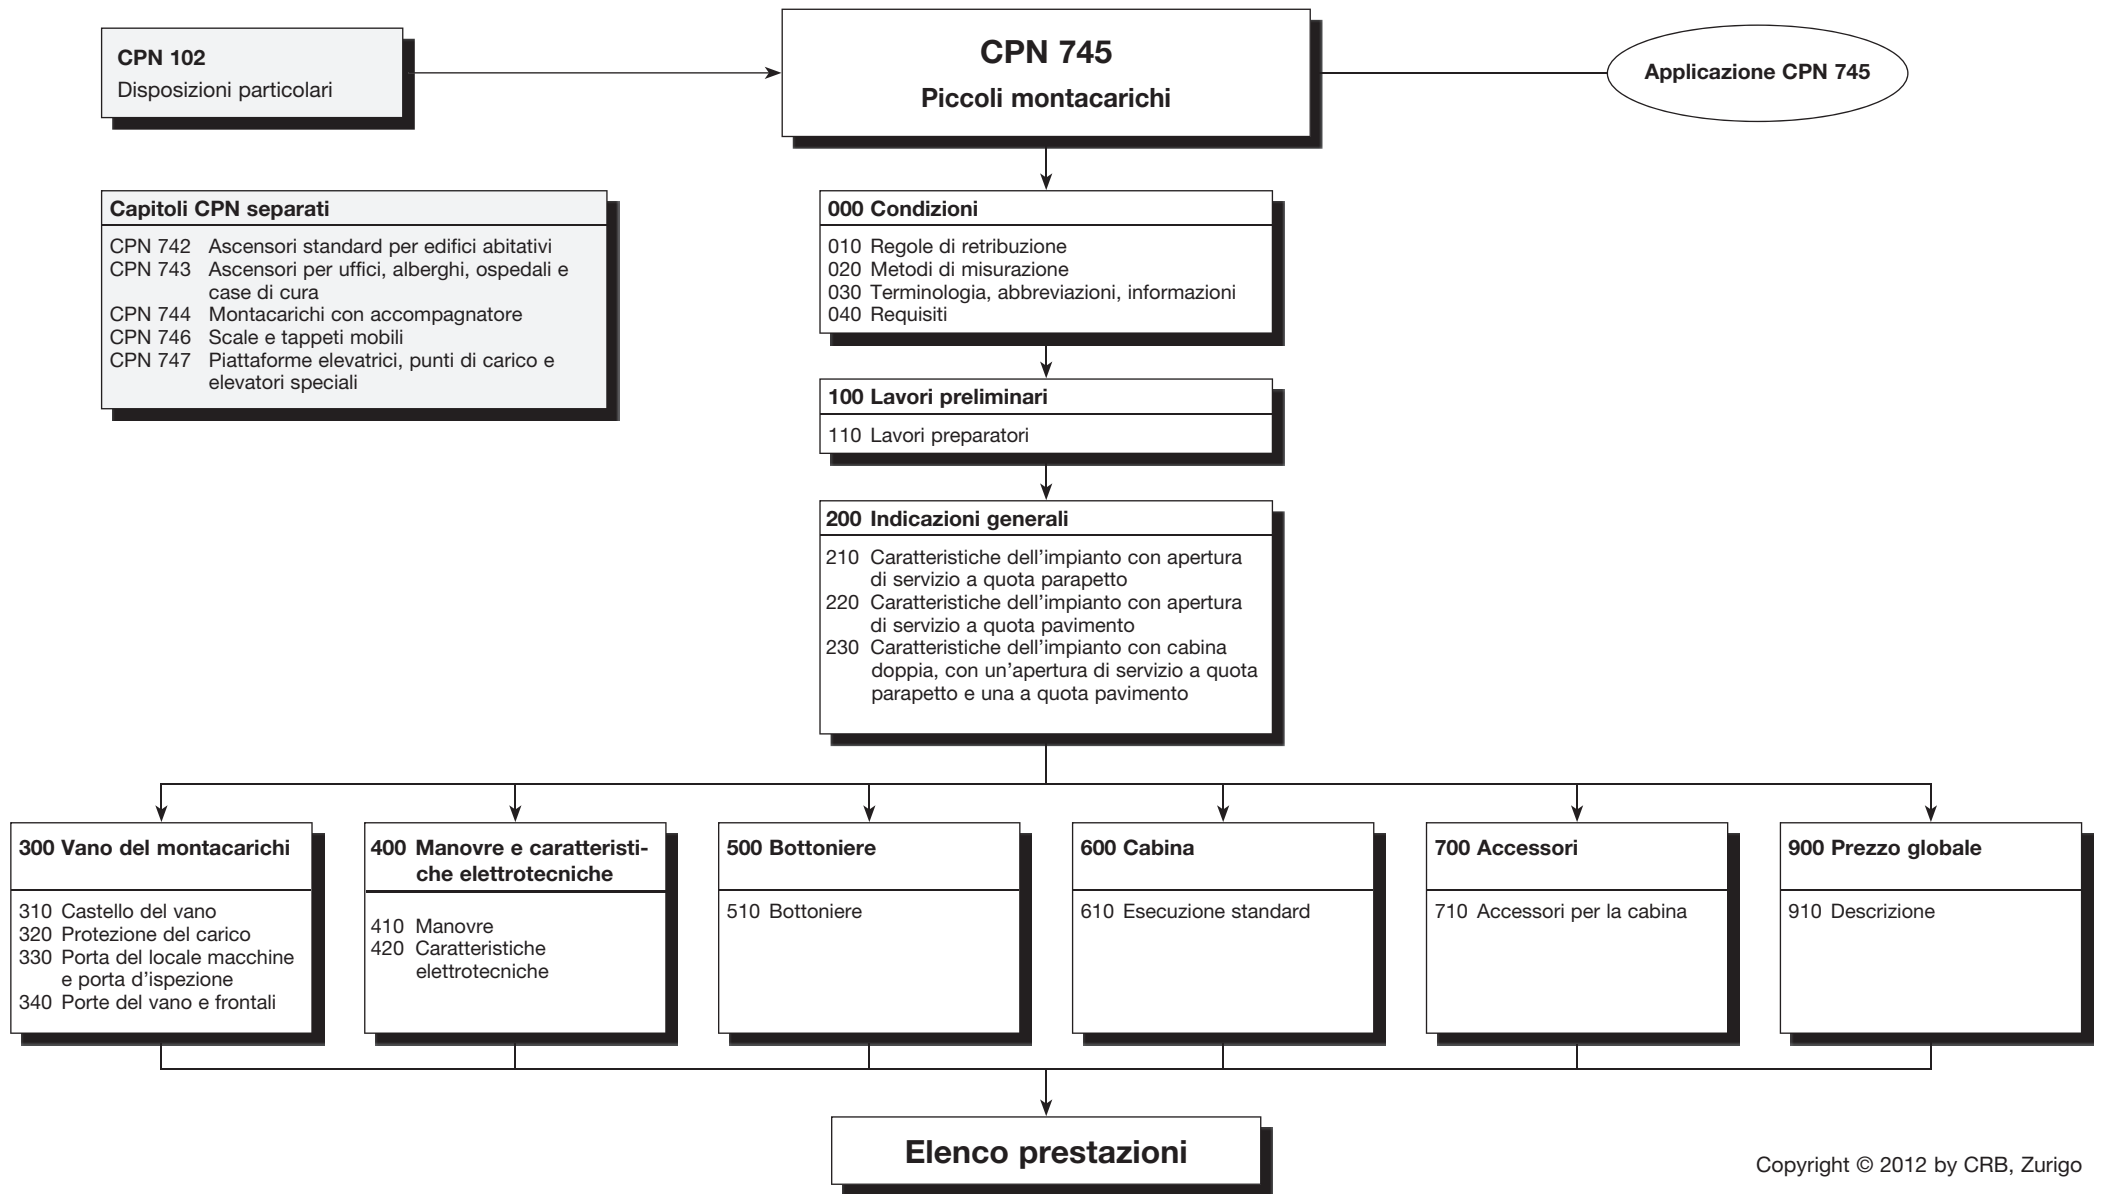 CPN 102
Disposizioni particolari
CPN 745
Piccoli montacarichi
Applicazione CPN 745
Capitoli CPN separati
CPN 742 Ascensori standard per edifici abitativi
CPN 743 Ascensori per uffici, alberghi, ospedali e
case di cura
CPN 744 Montacarichi con accompagnatore
CPN 746 Scale e tappeti mobili
CPN 747 Piattaforme elevatrici, punti di carico e
elevatori speciali
000 Condizioni
010 Regole di retribuzione
020 Metodi di misurazione
030 Terminologia, abbreviazioni, informazioni
040 Requisiti
100 Lavori preliminari
110 Lavori preparatori
200 Indicazioni generali
210 Caratteristiche dell'impianto con apertura
di servizio a quota parapetto
220 Caratteristiche dell'impianto con apertura
di servizio a quota pavimento
230 Caratteristiche dell'impianto con cabina
doppia, con un'apertura di servizio a quota
parapetto e una a quota pavimento
300 Vano del montacarichi
310 Castello del vano
320 Protezione del carico
330 Porta del locale macchine
e porta d'ispezione
340 Porte del vano e frontali
400 Manovre e caratteristi-
che elettrotecniche
410 Manovre
420 Caratteristiche
elettrotecniche
500 Bottoniere
510 Bottoniere
600 Cabina
610 Esecuzione standard
700 Accessori
710 Accessori per la cabina
900 Prezzo globale
910 Descrizione
Elenco prestazioni
Copyright © 2012 by CRB, Zurigo